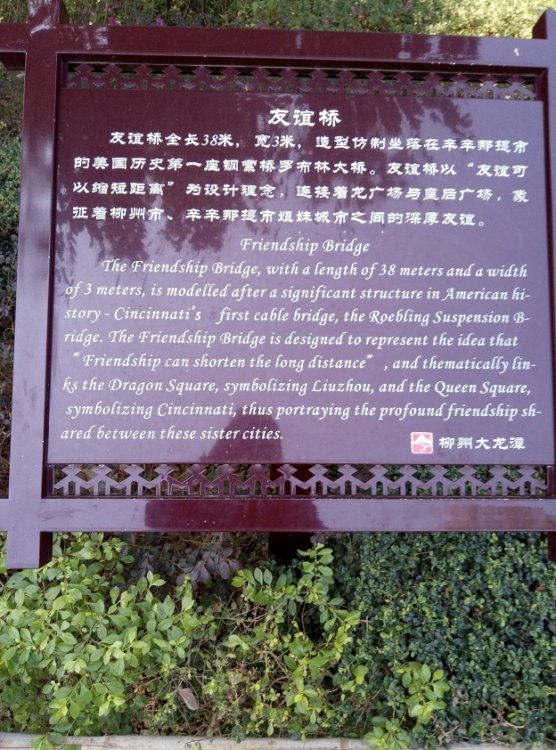 友谊桥
友谊桥全长38米，宽3米，造型仿制坐落在辛辛那提市
的美国历史第一座钢索桥罗布林大桥。友谊桥以“友谊可
以缩短距离”为设计理念，连接着龙广场与皇后广场，象
征着柳州市、辛辛那提市姐妹城市之间的深厚友谊。
Friendship Bridge
The Friendship Bridge, with a length of 38 meters and a width
of 3 meters, is modelled after a significant structure in American hi-
story - Cincinnati's first cable bridge, the Roebling Suspension B-
ridge. The Friendship Bridge is designed to represent the idea that
“Friendship can shorten the long distance”, and thematically lin-
ks the Dragon Square, symbolizing Liuzhou, and the Queen Square,
symbolizing Cincinnati, thus portraying the profound friendship sh-
ared between these sister cities.
柳州大龙潭